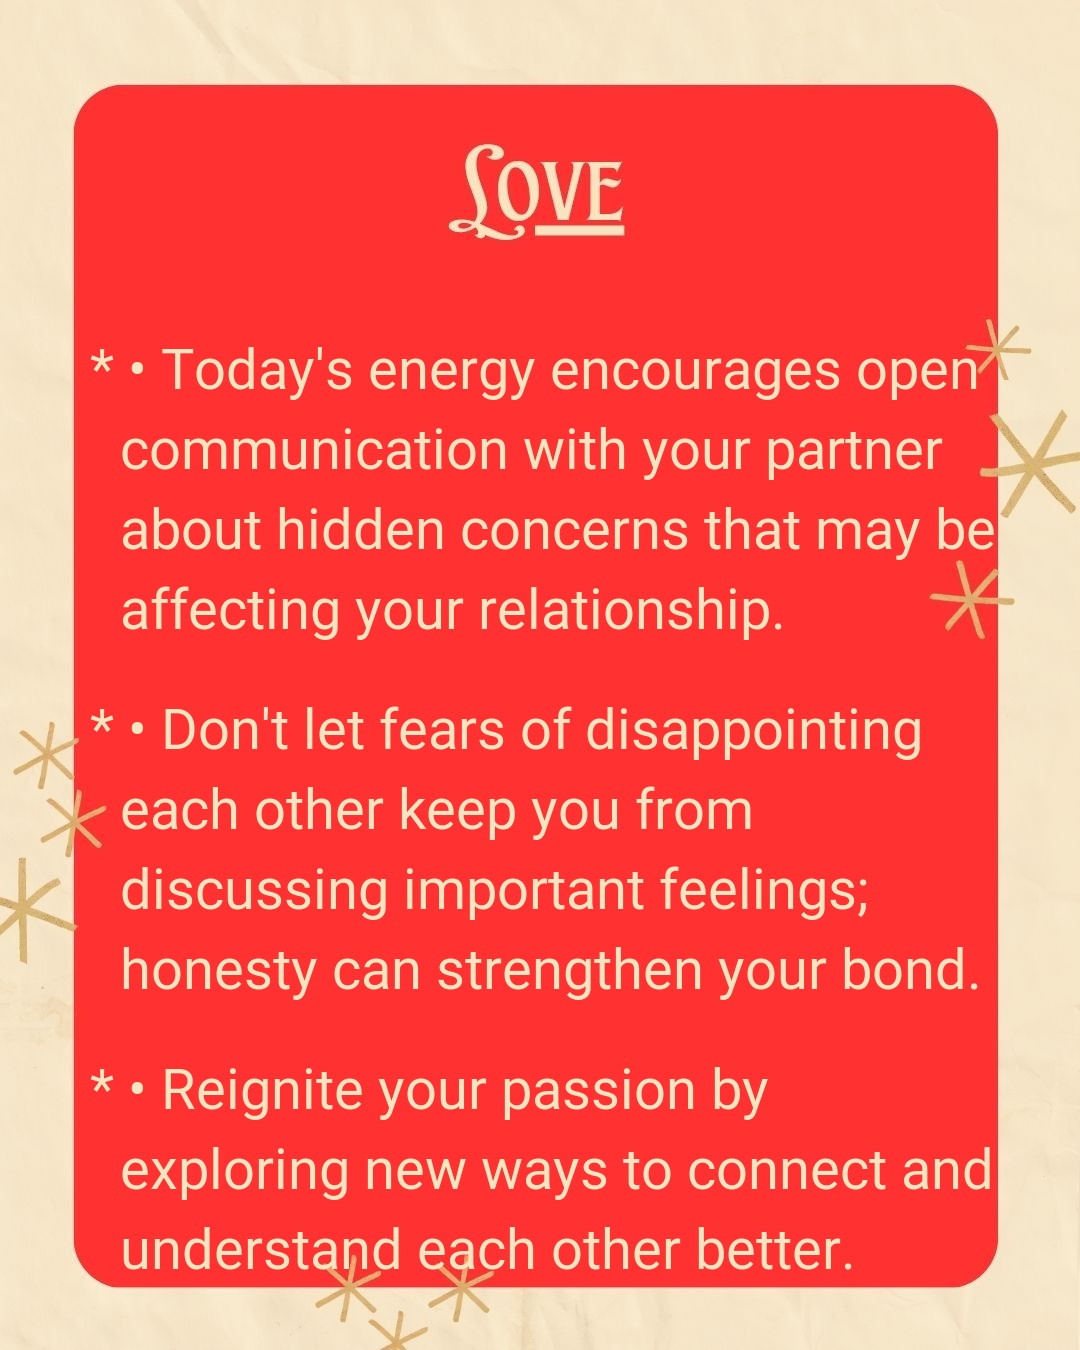 Love
* • Today's energy encourages open
communication with your partner
about hidden concerns that may be
affecting your relationship.
* • Don't let fears of disappointing
each other keep you from
discussing important feelings;
honesty can strengthen your bond.
* • Reignite your passion by
exploring new ways to connect and
understand each other better.